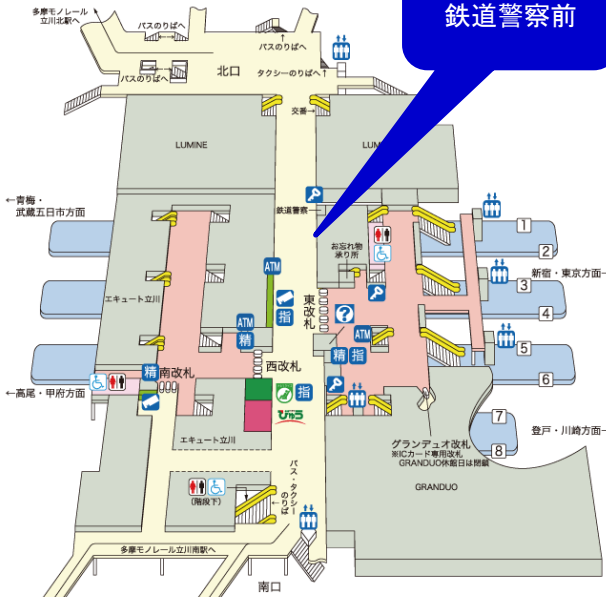 鉄道警察前
多摩モノレール
立川北駅へ
バスのりばへ
バスのりばへ
バスのりばへ
北口
タクシーのりばへ
交番→
LUMINE
LUM
鉄道警察
←青梅・
武蔵五日市方面
お忘れ物
承り所
1
2
新宿・東京方面→
3
4
エキュート立川
ATM
指
東改札
ATM
精
?
ATM
精
指
5
6
西改札
精
南改札
←高尾・甲府方面
指
びゅう
7
8
登戸・川崎方面→
グランデュオ改札
※ICカード専用改札
GRANDUO休館日は閉鎖
エキュート立川
GRANDUO
バス・タクシー
のりば
(階段下)
多摩モノレール立川南駅へ
南口